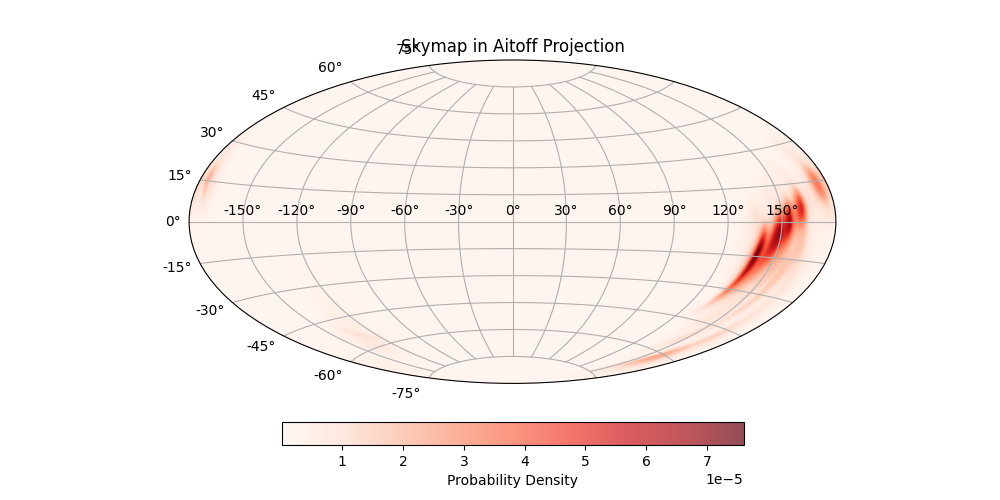 75°
Skymap in Aitoff Projection
60°
45°
30°
15°
0°
-150° -120° -90° -60° -30° 0° 30° 60° 90° 120° 150°
-15°
-30°
-45°
-60°
-75°
1 2 3 4 5 6 7
1e−5
Probability Density